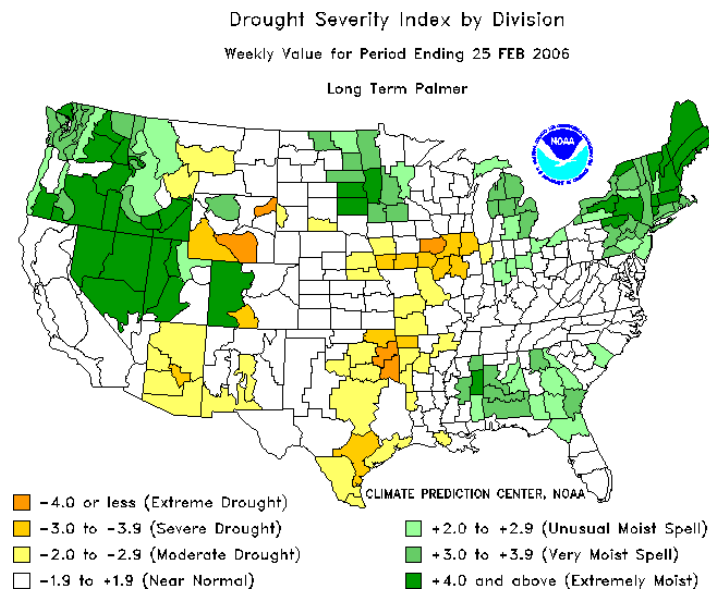 Drought Severity Index by Division
Weekly Value for Period Ending 25 FEB 2006
Long Term Palmer
NOAA
CLIMATE PREDICTION CENTER, NOAA
-4.0 or less (Extreme Drought)
-3.0 to -3.9 (Severe Drought)
-2.0 to -2.9 (Moderate Drought)
-1.9 to +1.9 (Near Normal)
+2.0 to +2.9 (Unusual Moist Spell)
+3.0 to +3.9 (Very Moist Spell)
+4.0 and above (Extremely Moist)